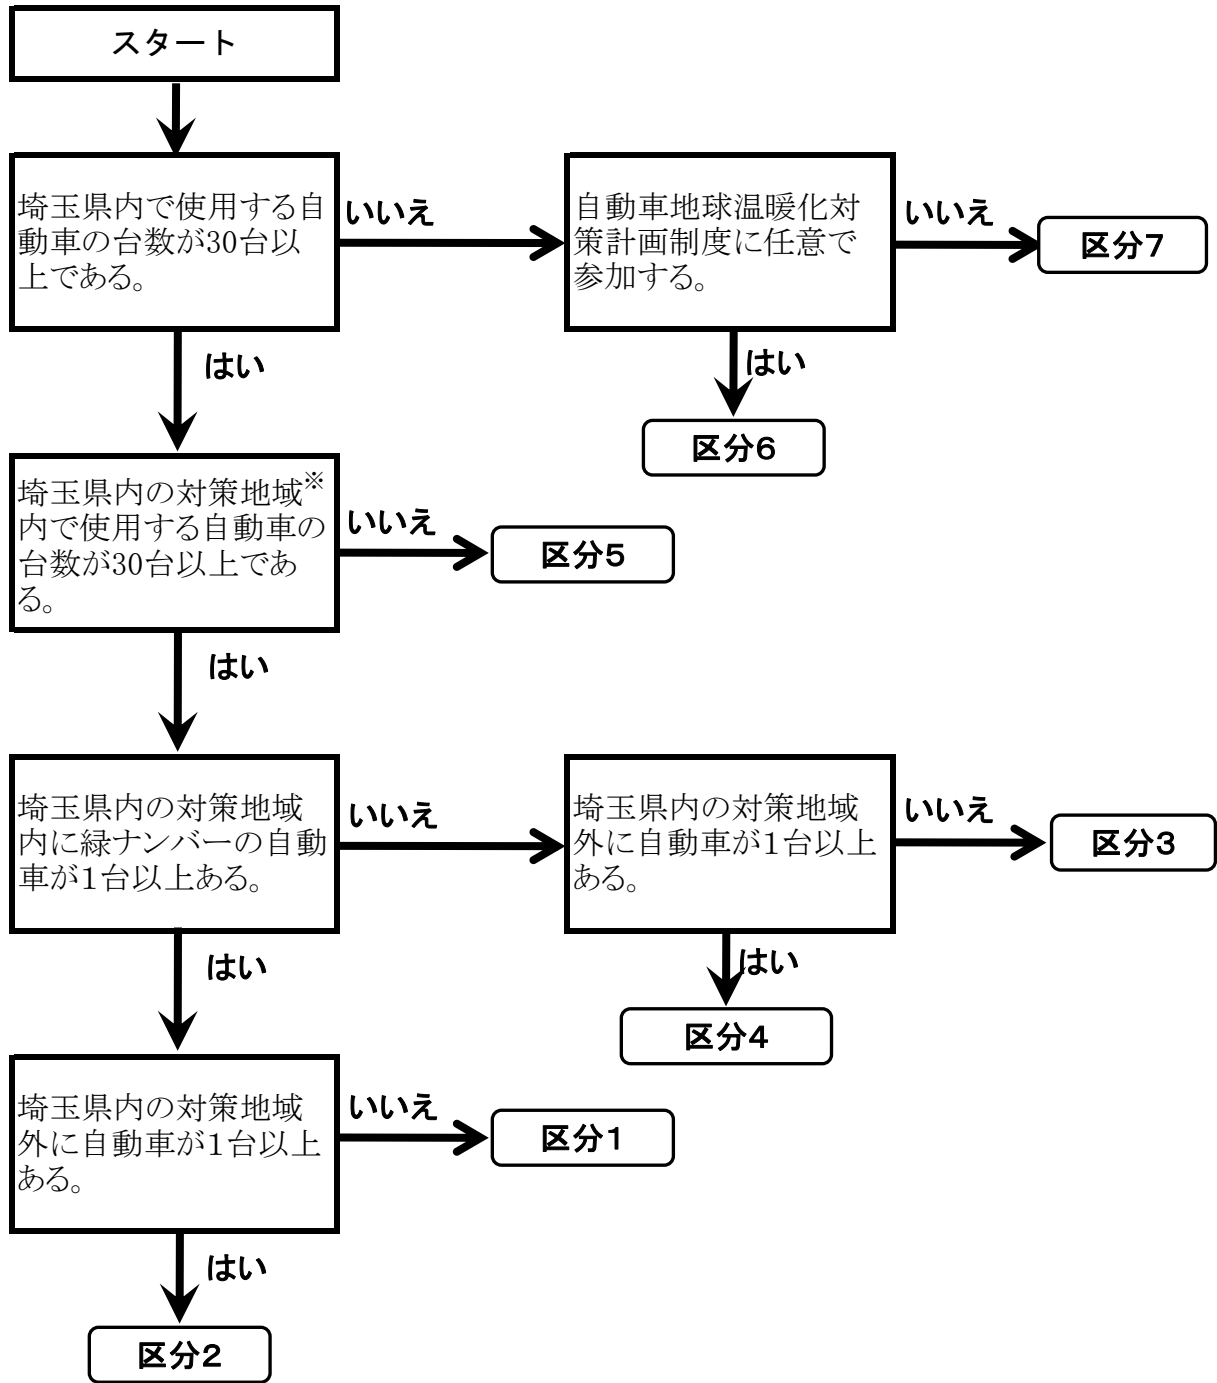 スタート
埼玉県内で使用する自
動車の台数が30台以
上である。
いいえ
自動車地球温暖化対
策計画制度に任意で
参加する。
いいえ
区分7
はい
はい
区分6
埼玉県内の対策地域※
内で使用する自動車の
台数が30台以上であ
る。
いいえ
区分5
はい
埼玉県内の対策地域
内に緑ナンバーの自動
車が1台以上ある。
いいえ
埼玉県内の対策地域
外に自動車が1台以上
ある。
いいえ
区分3
はい
はい
区分4
埼玉県内の対策地域
外に自動車が1台以上
ある。
いいえ
区分1
はい
区分2